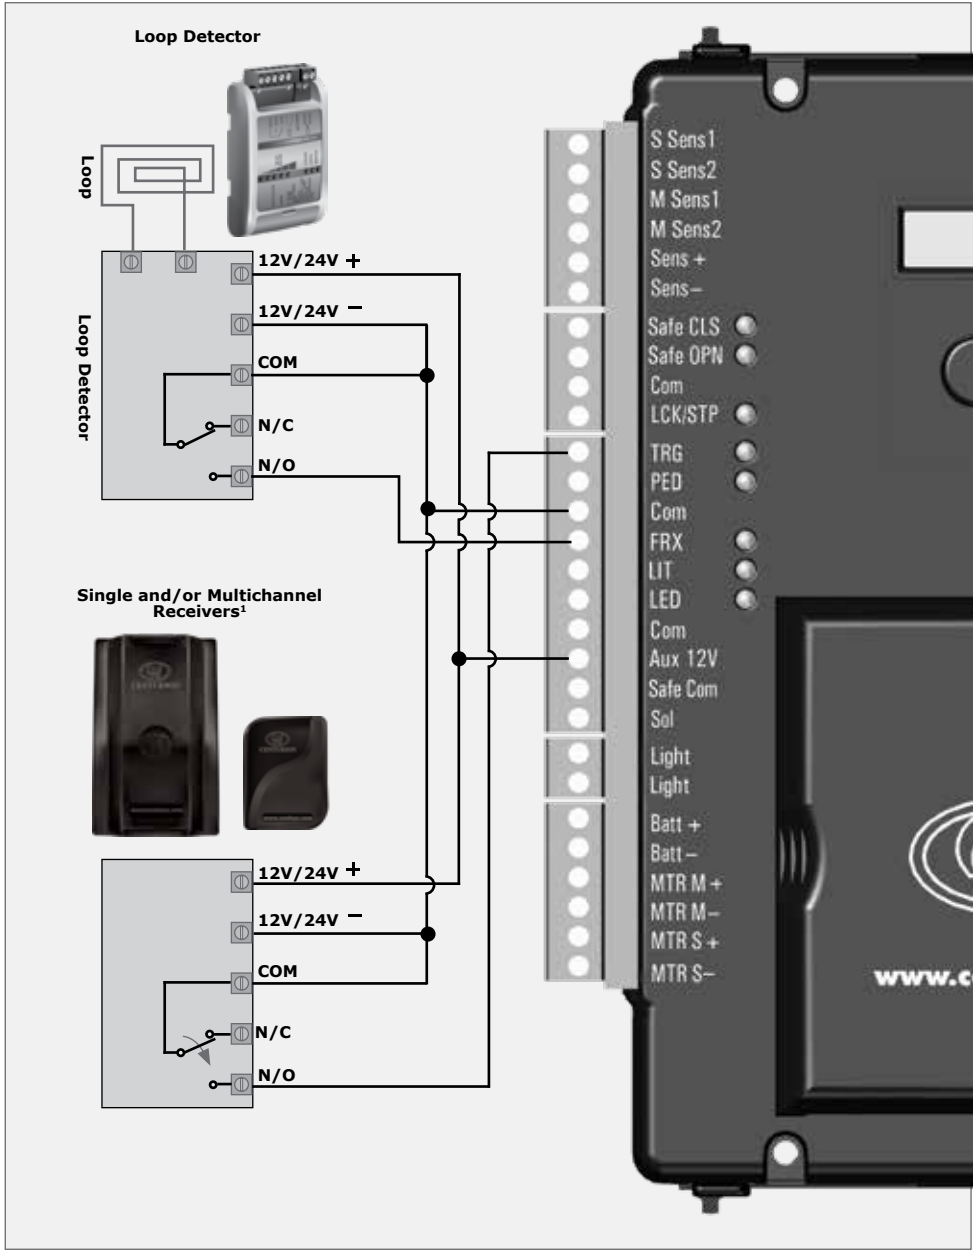 Loop Detector
Loop
12V/24V +
12V/24V –
COM
N/C
N/O
Loop Detector
Single and/or Multichannel
Receivers¹
12V/24V +
12V/24V –
COM
N/C
N/O
S Sens1
S Sens2
M Sens1
M Sens2
Sens +
Sens–
Safe CLS
Safe OPN
Com
LCK/STP
TRG
PED
Com
FRX
LIT
LED
Com
Aux 12V
Safe Com
Sol
Light
Light
Batt +
Batt –
MTR M +
MTR M–
MTR S +
MTR S–
www.c